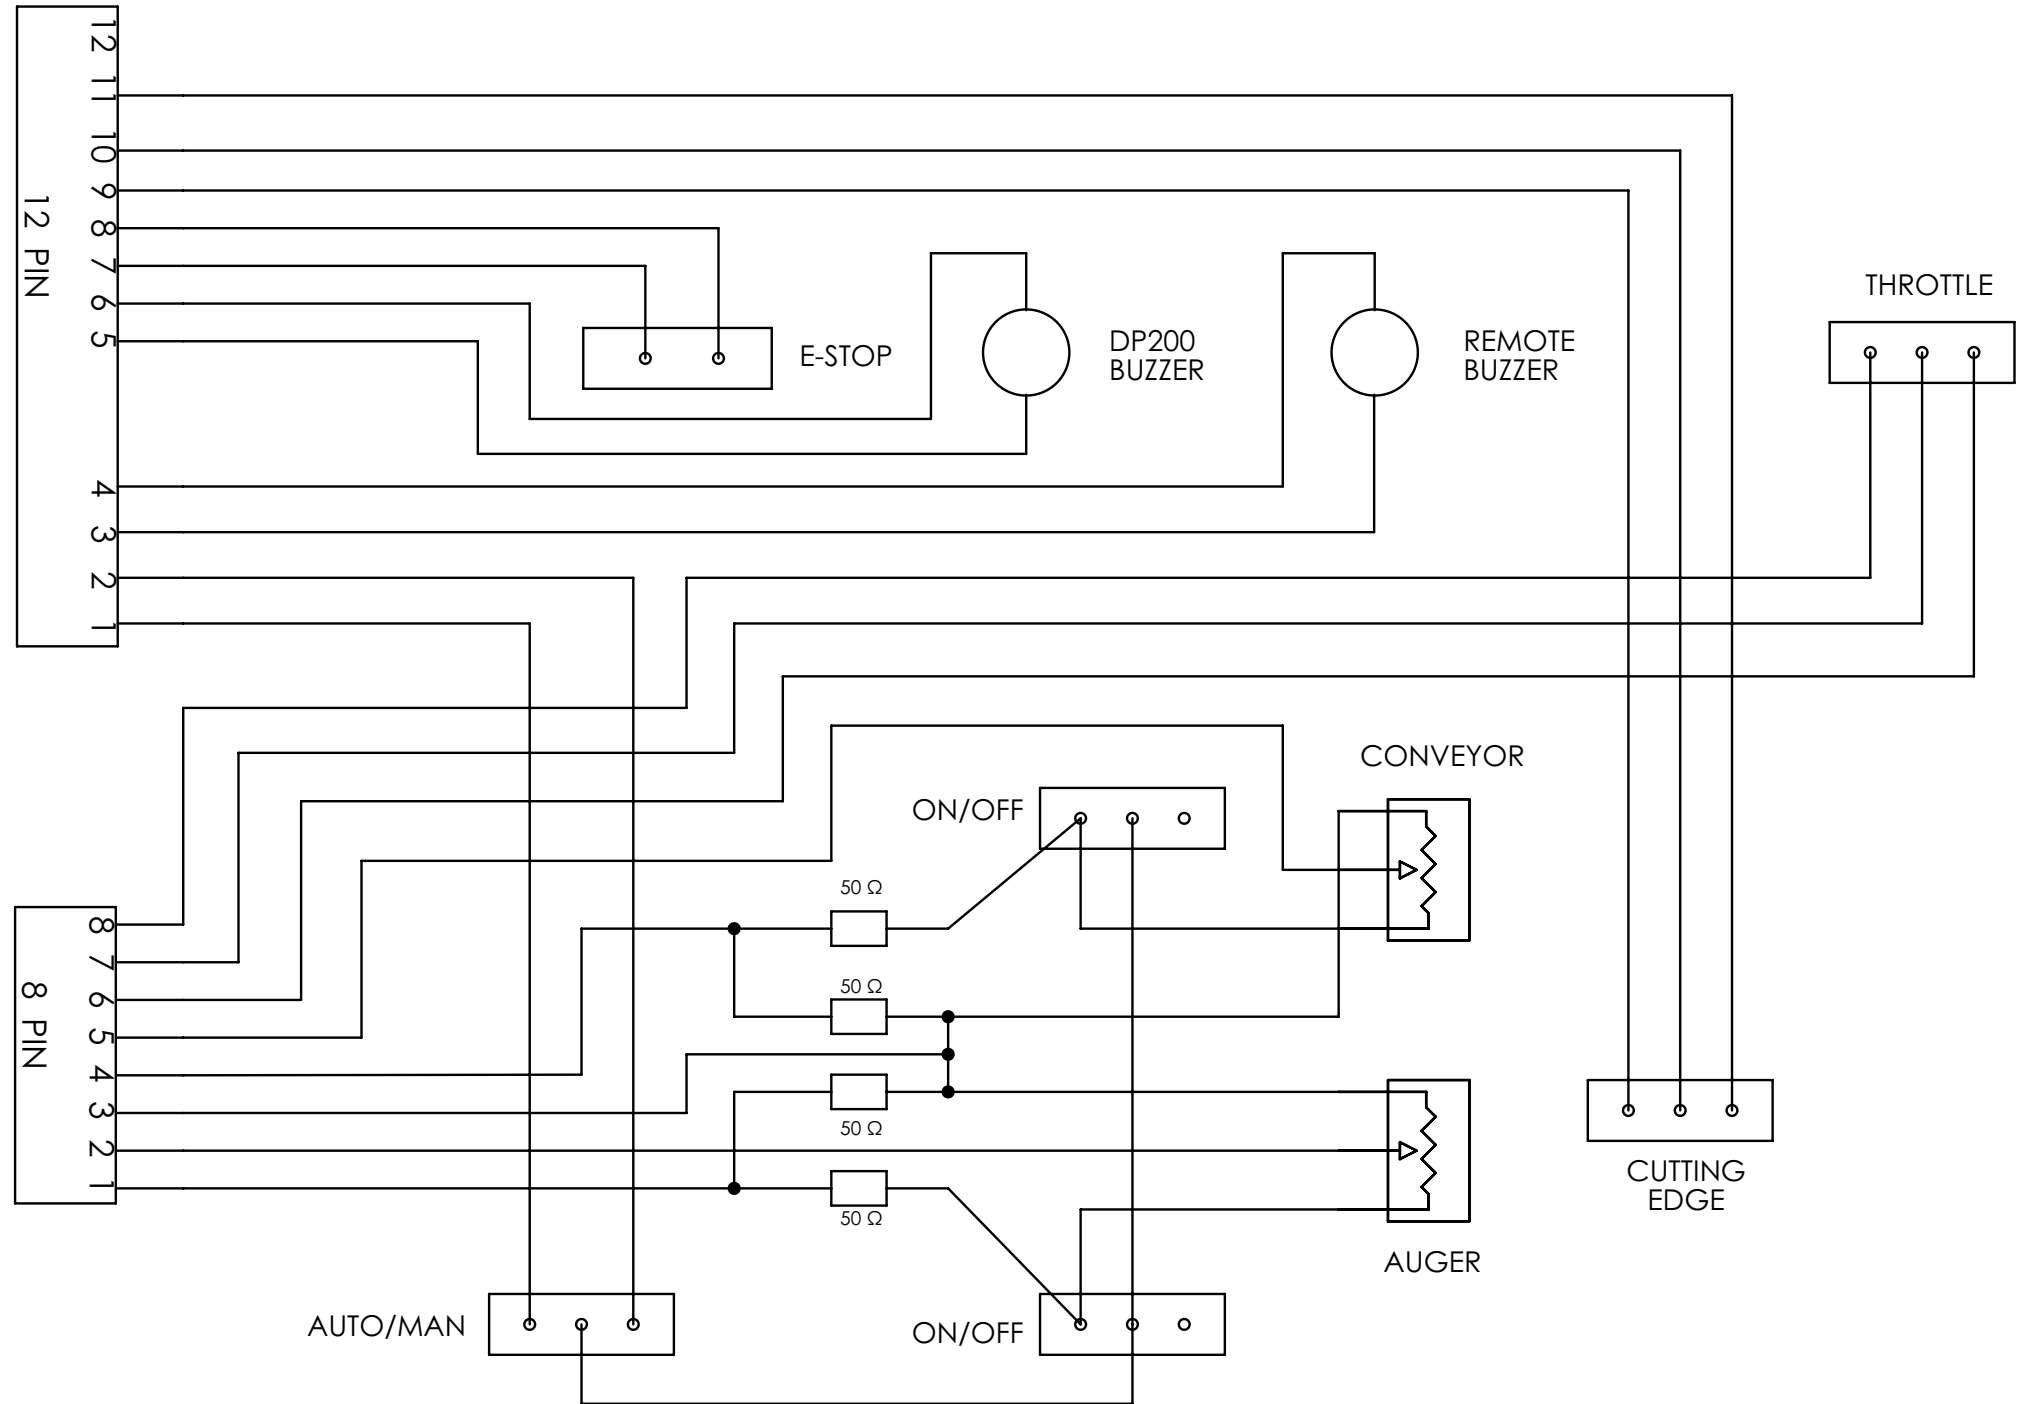 12
11
10
9
8
7
6
5
4
3
2
1
12 PIN
E-STOP
DP200
BUZZER
REMOTE
BUZZER
THROTTLE
CONVEYOR
ON/OFF
50 Ω
50 Ω
50 Ω
50 Ω
8
7
6
5
4
3
2
1
8 PIN
CUTTING
EDGE
AUGER
AUTO/MAN
ON/OFF